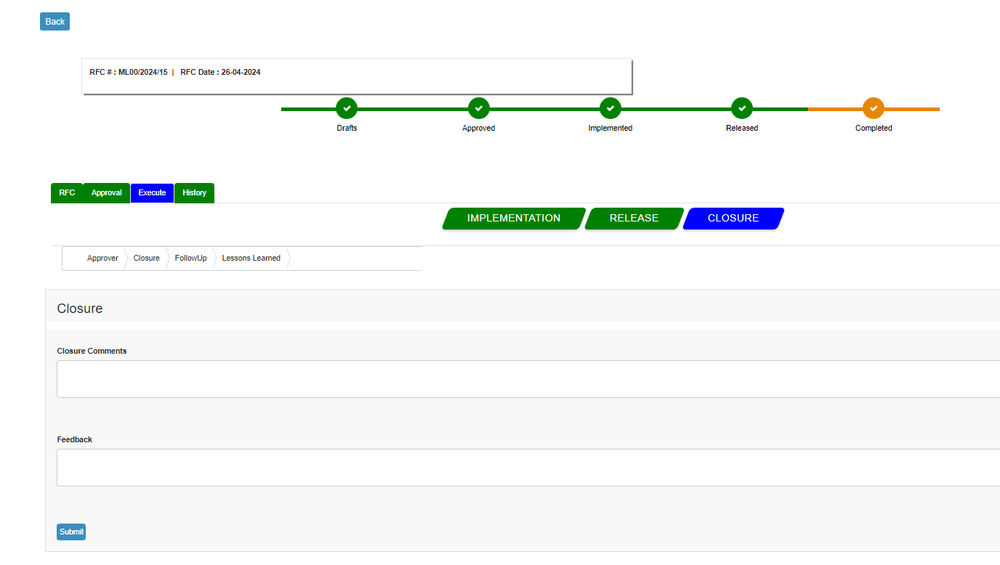 Back
RFC # : ML00/2024/15 | RFC Date : 26-04-2024
Drafts Approved Implemented Released Completed
RFC Approval Execute History
IMPLEMENTATION RELEASE CLOSURE
Approver Closure FollowUp Lessons Learned
Closure
Closure Comments
Feedback
Submit